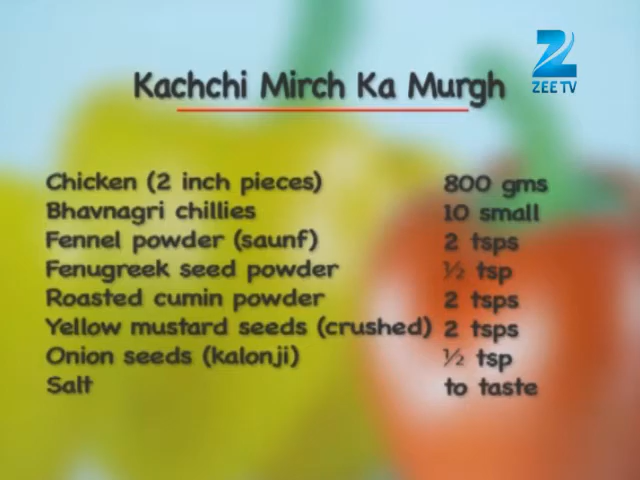 Kachchi Mirch Ka Murgh
ZEE TV
Chicken (2 inch pieces) 800 gms
Bhavnagri chillies 10 small
Fennel powder (saunf) 2 tsps
Fenugreek seed powder ½ tsp
Roasted cumin powder 2 tsps
Yellow mustard seeds (crushed) 2 tsps
Onion seeds (kalonji) ½ tsp
Salt to taste